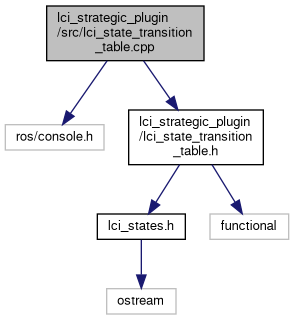 lci_strategic_plugin
/src/lci_state_transition
_table.cpp
ros/console.h
lci_strategic_plugin
/lci_state_transition
_table.h
lci_states.h
functional
ostream